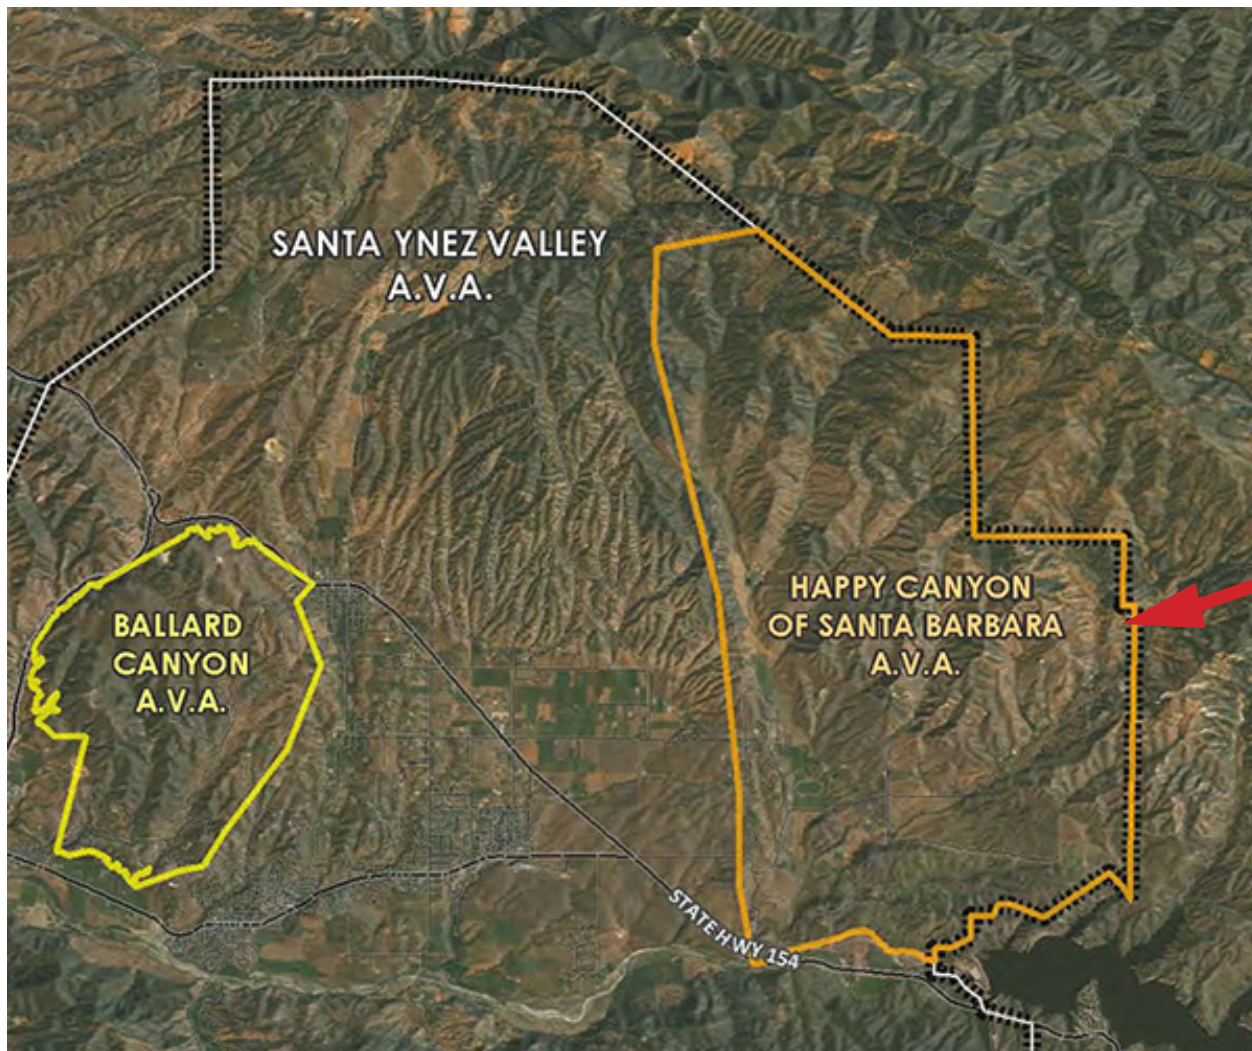 SANTA YNEZ VALLEY
A.V.A.
HAPPY CANYON
OF SANTA BARBARA
A.V.A.
BALLARD
CANYON
A.V.A.
STATE HWY 154